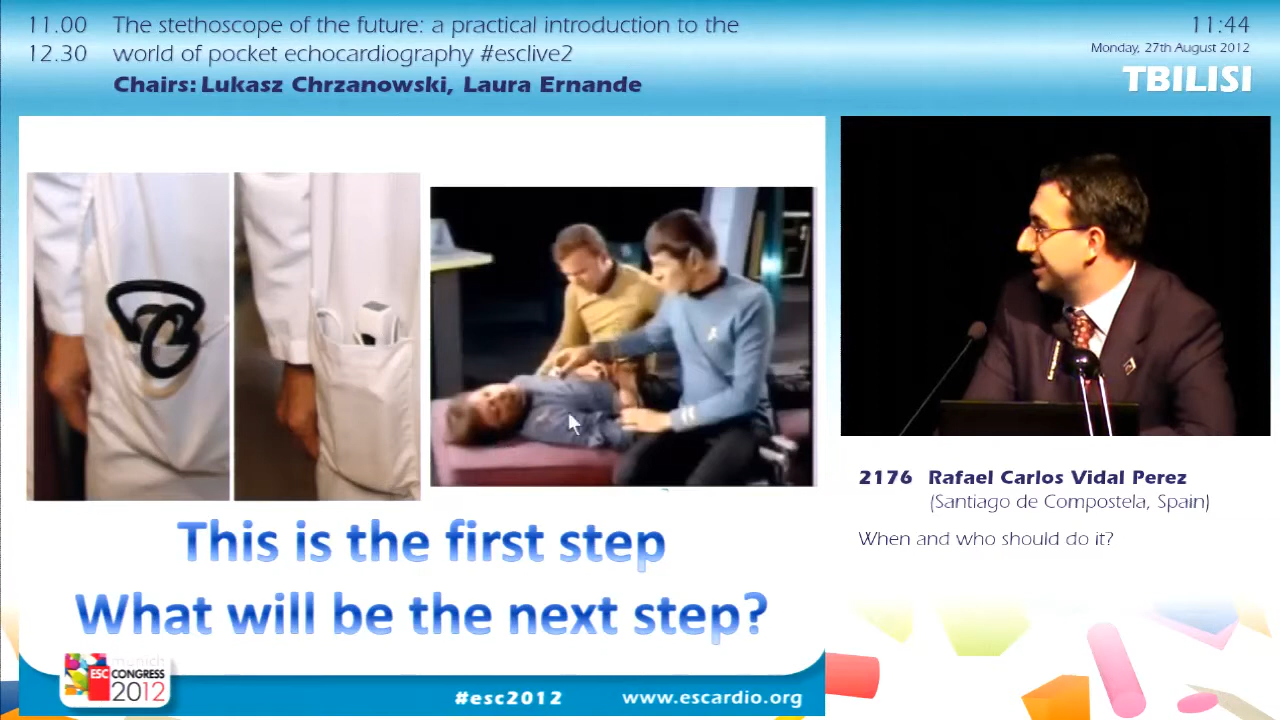 11.00 The stethoscope of the future: a practical introduction to the
12.30 world of pocket echocardiography #esclive2
Chairs: Lukasz Chrzanowski, Laura Ernande
11:44
Monday, 27th August 2012
TBILISI
This is the first step
What will be the next step?
2176 Rafael Carlos Vidal Perez
(Santiago de Compostela, Spain)
When and who should do it?
munich
ESC CONGRESS
2012
#esc2012 www.escardio.org